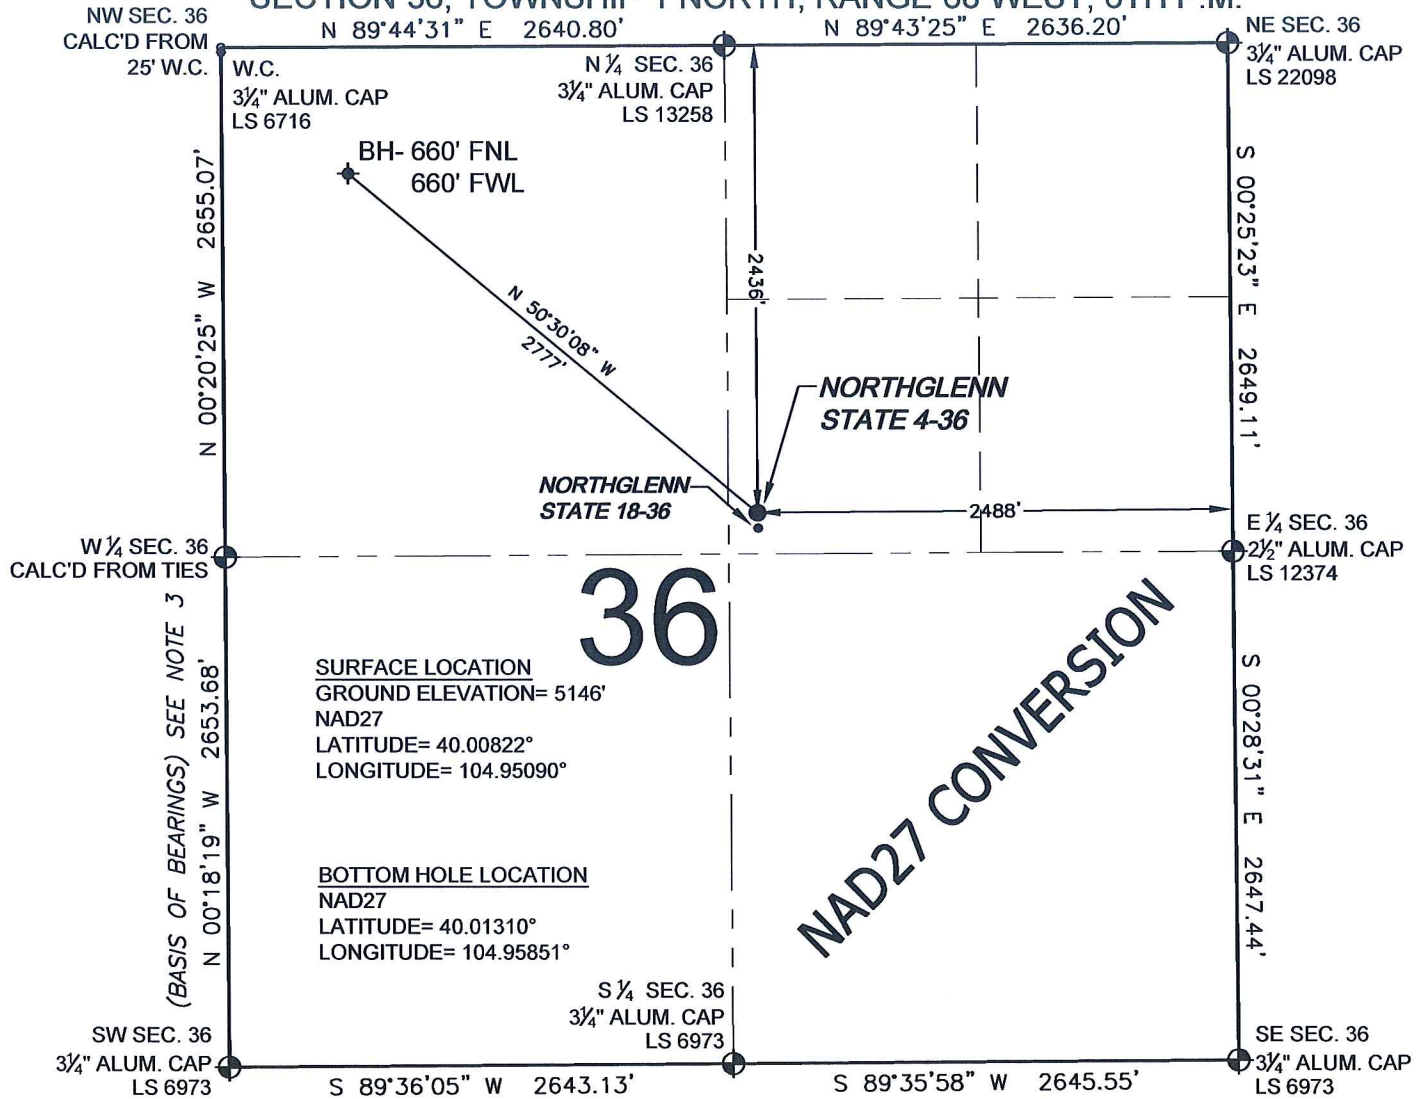 SECTION 36, TOWNSHIP 1 NORTH, RANGE WEST, P.M.
NW SEC. 36
CALC'D FROM
25' W.C.
W.C.
3¼" ALUM. CAP
LS 6716
N 89°44'31" E 2640.80'
N ¼ SEC. 36
3¼" ALUM. CAP
LS 13258
N 89°43'25" E 2636.20'
NE SEC. 36
3¼" ALUM. CAP
LS 22098
BH- 660' FNL
660' FWL
N 00°20'25" W 2655.07'
S 00°25'23" E 2649.11'
2436'
N 50°30'08" W
2777'
NORTHGLENN
STATE 4-36
NORTHGLENN
STATE 18-36
2488'
W ¼ SEC. 36
CALC'D FROM TIES
E ¼ SEC. 36
2½" ALUM. CAP
LS 12374
36
(BASIS OF BEARINGS) SEE NOTE 3
N 00°18'19" W 2653.68'
SURFACE LOCATION
GROUND ELEVATION= 5146'
NAD27
LATITUDE= 40.00822°
LONGITUDE= 104.95090°
BOTTOM HOLE LOCATION
NAD27
LATITUDE= 40.01310°
LONGITUDE= 104.95851°
NAD27 CONVERSION
S 00°28'31" E 2647.44'
SW SEC. 36
3¼" ALUM. CAP
LS 6973
S ¼ SEC. 36
3¼" ALUM. CAP
LS 6973
SE SEC. 36
3¼" ALUM. CAP
LS 6973
S 89°36'05" W 2643.13'
S 89°35'58" W 2645.55'